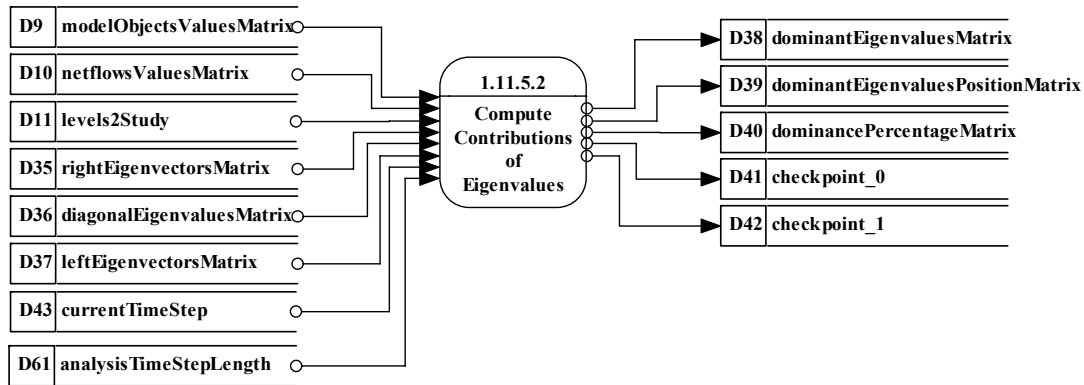 D9 modelObjectsValuesMatrix
D10 netflowsValuesMatrix
D11 levels2Study
D35 rightEigenvectorsMatrix
D36 diagonalEigenvaluesMatrix
D37 leftEigenvectorsMatrix
D43 currentTimeStep
D61 analysisTimeStepLength
1.11.5.2
Compute
Contributions
of
Eigenvalues
D38 dominantEigenvaluesMatrix
D39 dominantEigenvaluesPositionMatrix
D40 dominancePercentageMatrix
D41 checkpoint_0
D42 checkpoint_1